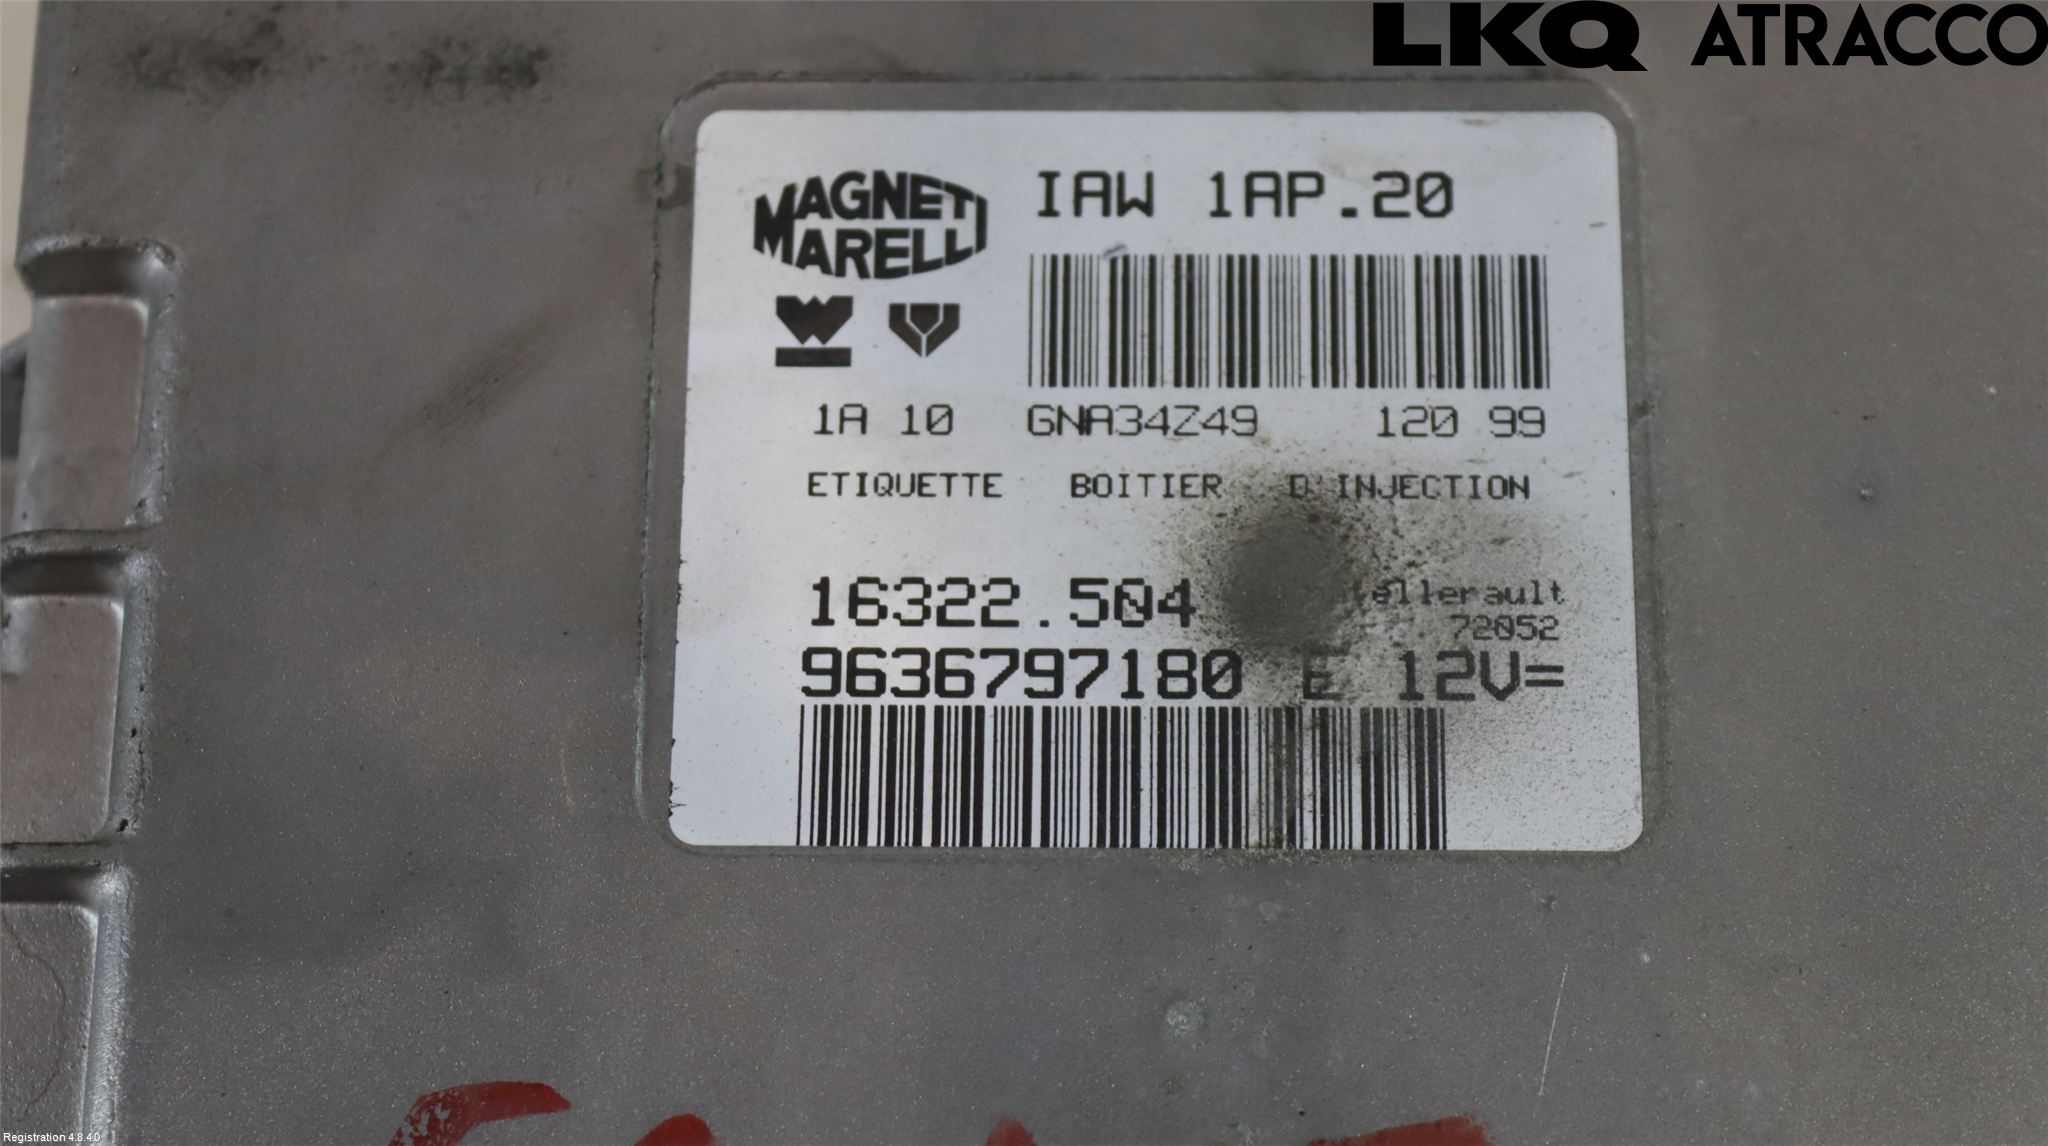 LKQ ATRACCO
MAGNETI MARELLI
IAW 1AP.20
1A 10 GNA34Z49 120 99
ETIQUETTE BOITIER D'INJECTION
16322.504
72052
9636797180 E 12V=
Registration 4.8.4.0